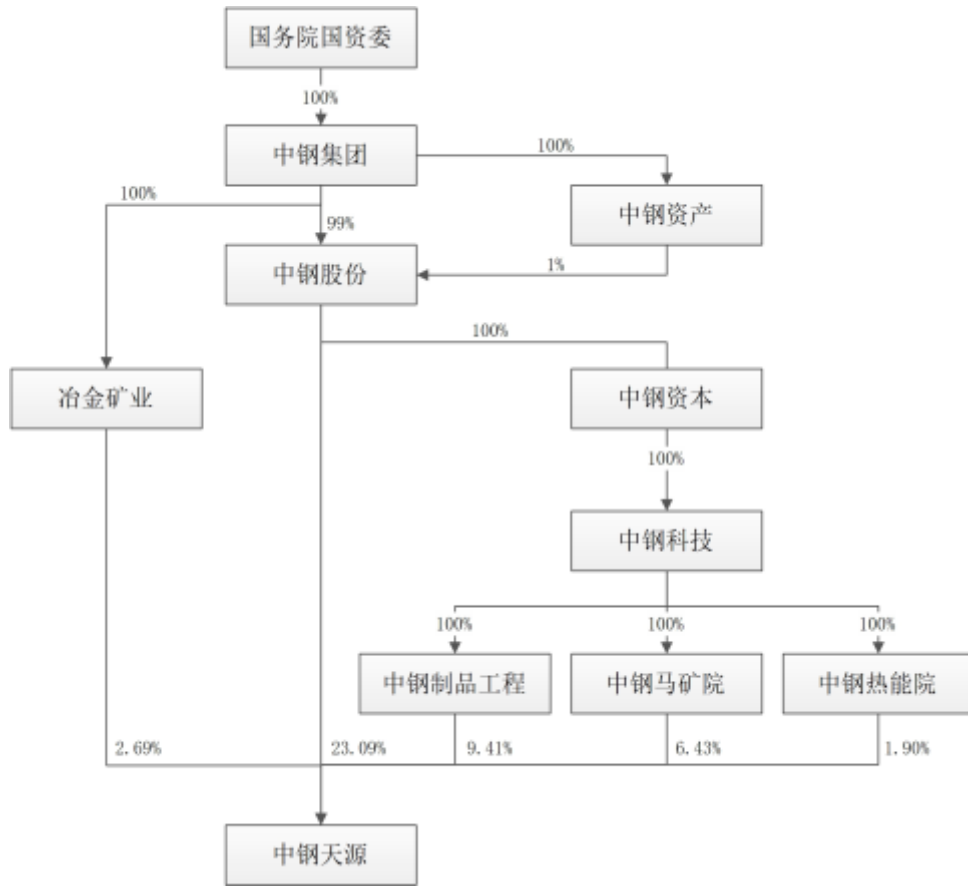 国务院国资委
100%
中钢集团
100%
100%
中钢资产
99%
中钢股份
1%
100%
冶金矿业
中钢资本
100%
中钢科技
100%
100%
100%
中钢制品工程
中钢马矿院
中钢热能院
2.69%
23.09%
9.41%
6.43%
1.90%
中钢天源